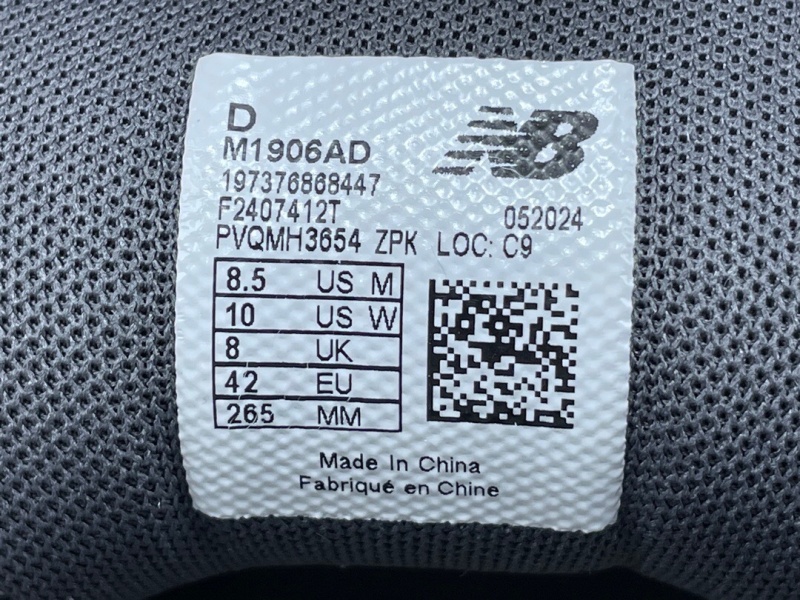 D
NB
M1906AD
197376868447
F2407412T 052024
PVQMH3654 ZPK LOC: C9
8.5 US M
10 US W
8 UK
42 EU
265 MM
Made In China
Fabriqué en Chine